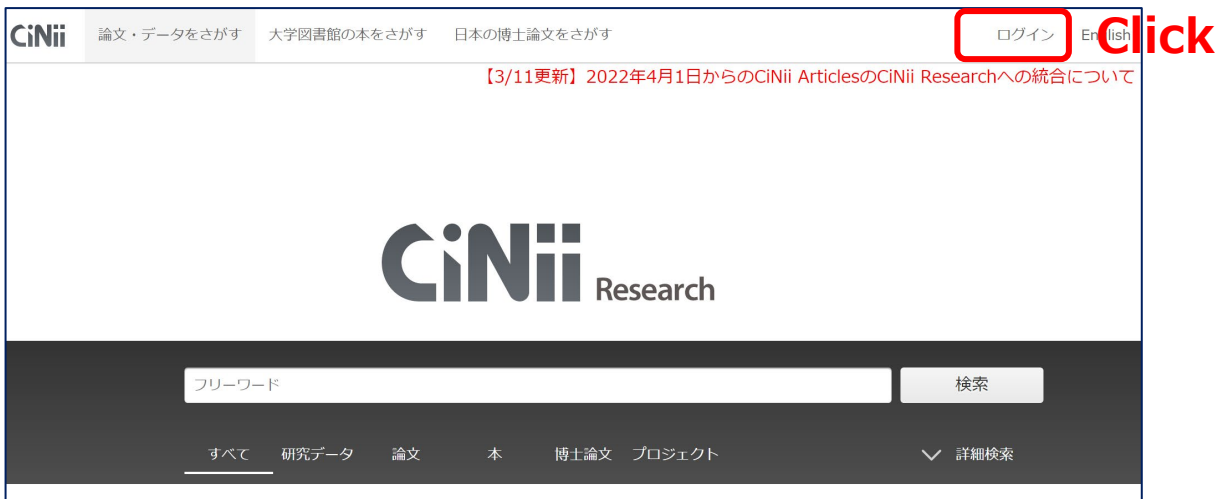 CiNii 論文・データをさがす 大学図書館の本をさがす 日本の博士論文をさがす ログイン English Click
【3/11更新】2022年4月1日からのCiNii ArticlesのCiNii Researchへの統合について
CiNii Research
フリーワード 検索
すべて 研究データ 論文 本 博士論文 プロジェクト 詳細検索